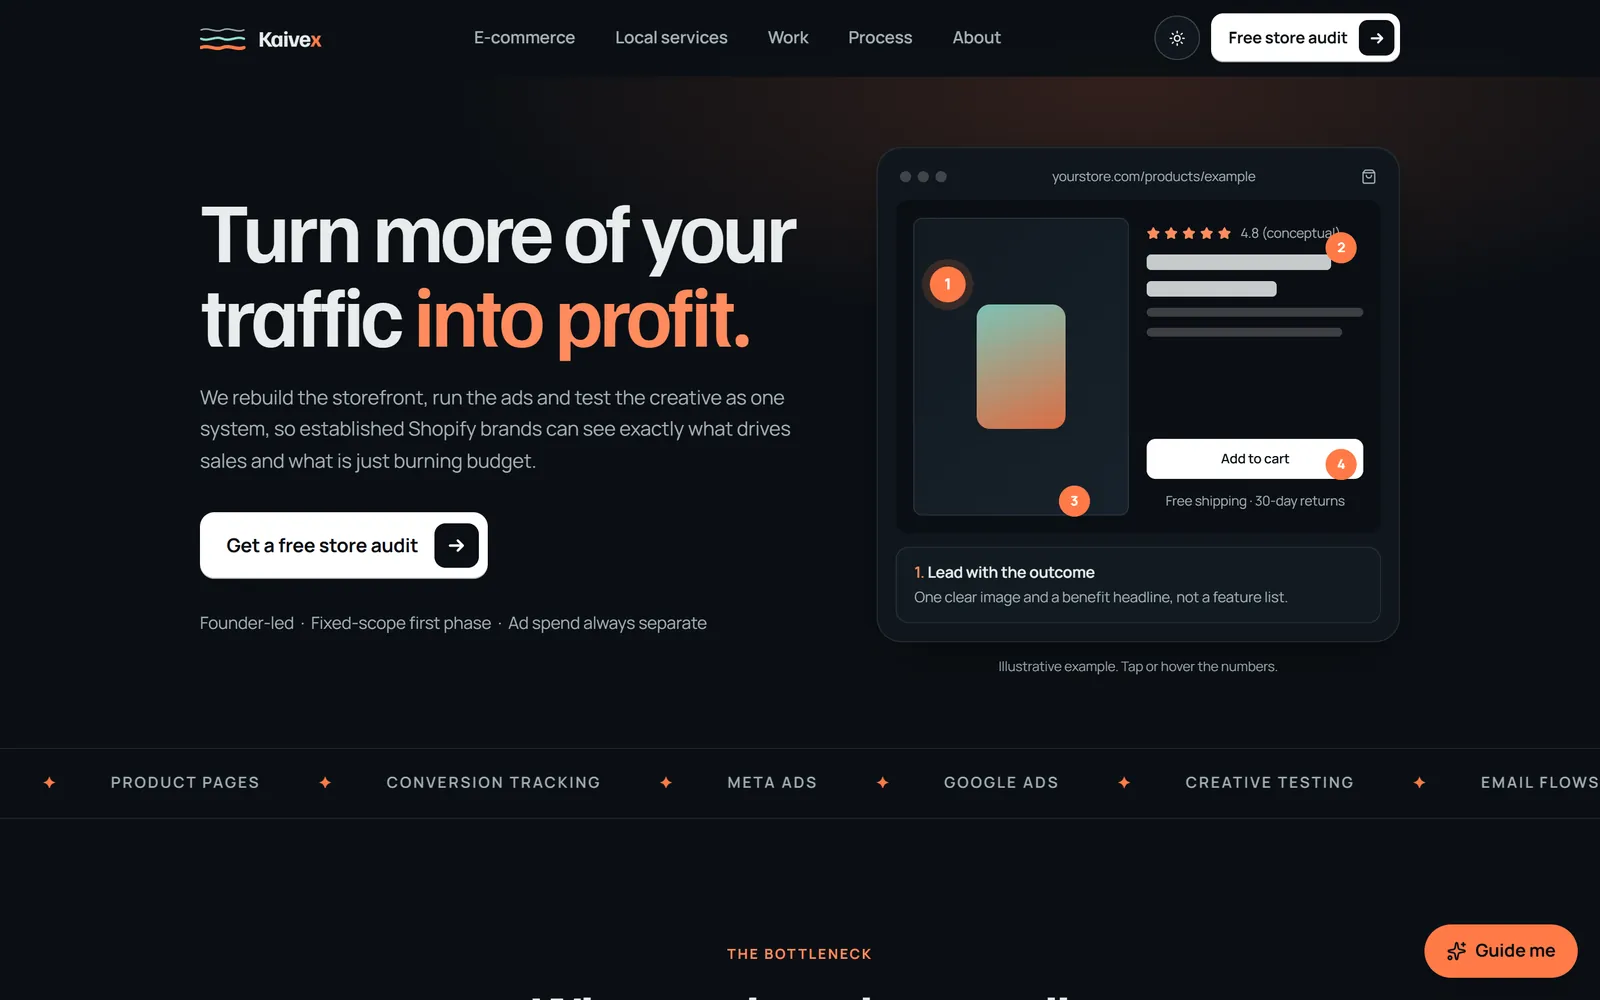 Kaivex
E-commerce
Local services
Work
Process
About
Free store audit
Turn more of your
traffic into profit.
We rebuild the storefront, run the ads and test the creative as one
system, so established Shopify brands can see exactly what drives
sales and what is just burning budget.
Get a free store audit
Founder-led · Fixed-scope first phase · Ad spend always separate
yourstore.com/products/example
4.8 (conceptual)
2
1
Add to cart
4
3
Free shipping · 30-day returns
1. Lead with the outcome
One clear image and a benefit headline, not a feature list.
Illustrative example. Tap or hover the numbers.
PRODUCT PAGES
CONVERSION TRACKING
META ADS
GOOGLE ADS
CREATIVE TESTING
EMAIL FLOWS
THE BOTTLENECK
Guide me